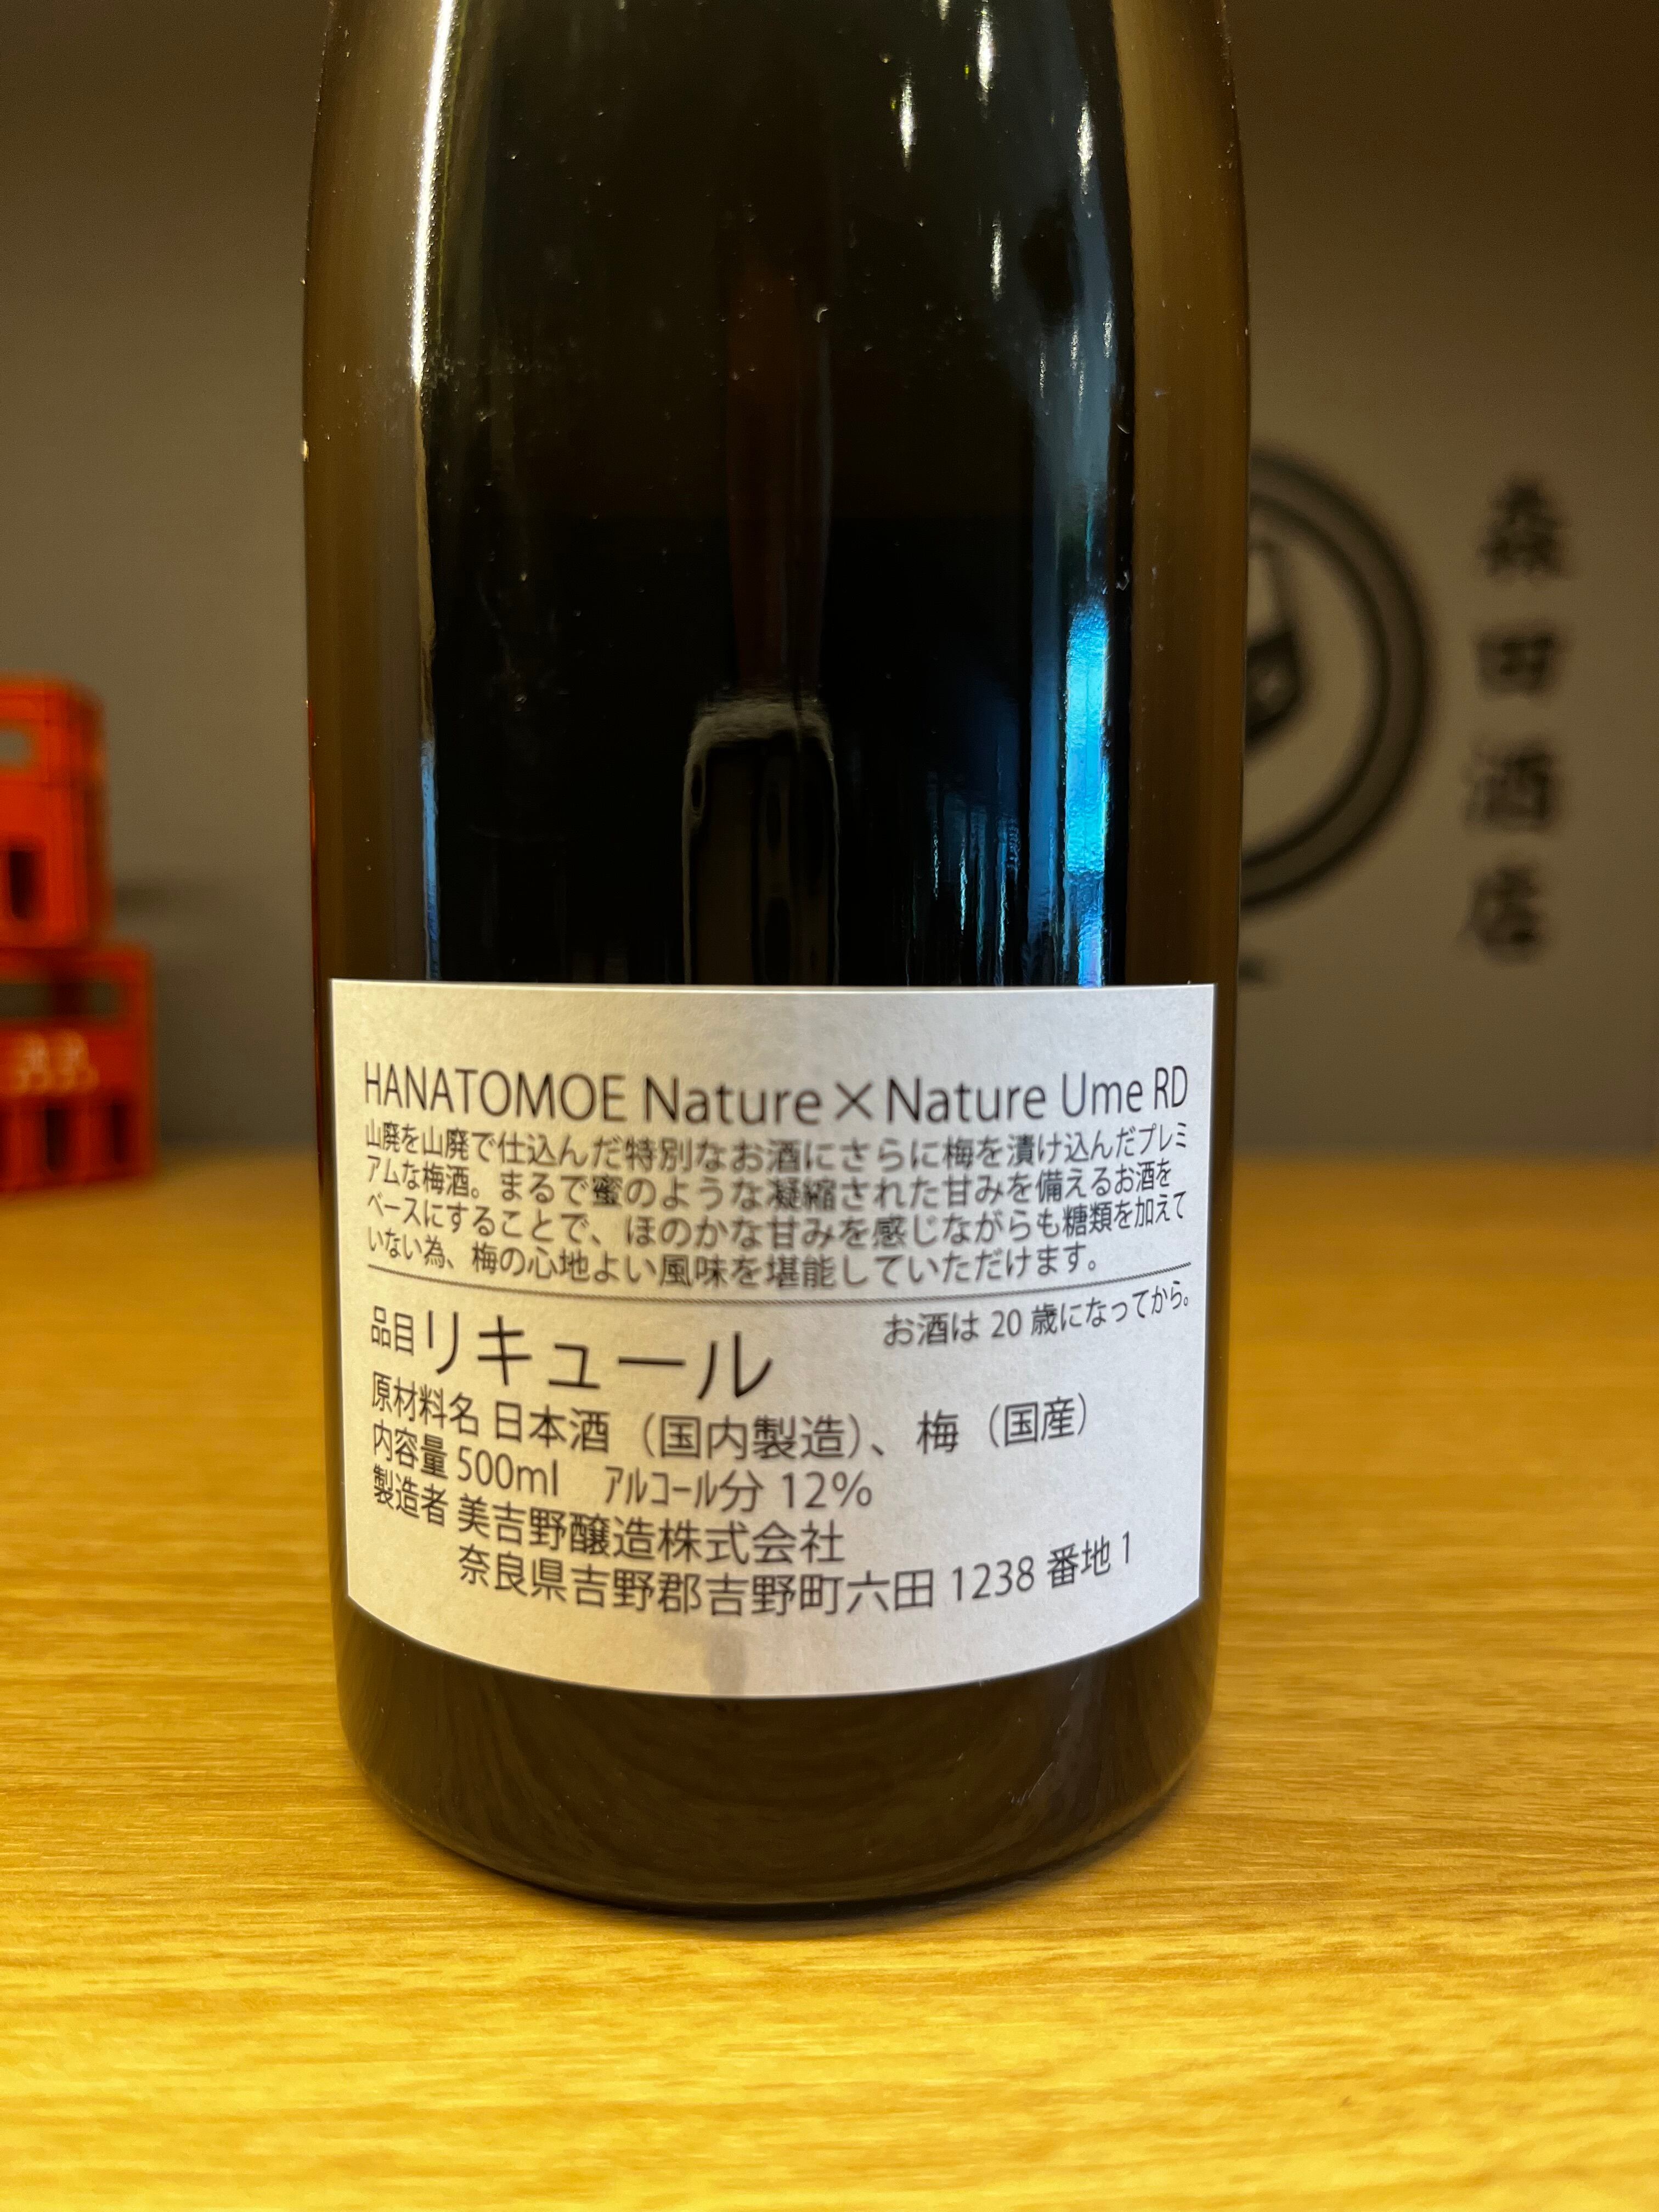 HANATOMOE Nature×Nature Ume RD
山廃を山廃で仕込んだ特別なお酒にさらに梅を漬け込んだプレミ
アムな梅酒。まるで蜜のような凝縮された甘みを備えるお酒を
ベースにすることで、ほのかな甘みを感じながらも糖類を加えて
いない為、梅の心地よい風味を堪能していただけます。
お酒は 20 歳になってから。
品目リキュール
原材料名 日本酒（国内製造）、梅（国産）
内容量 500ml アルコール分 12%
製造者 美吉野醸造株式会社
奈良県吉野郡吉野町六田 1238 番地 1
森田酒店